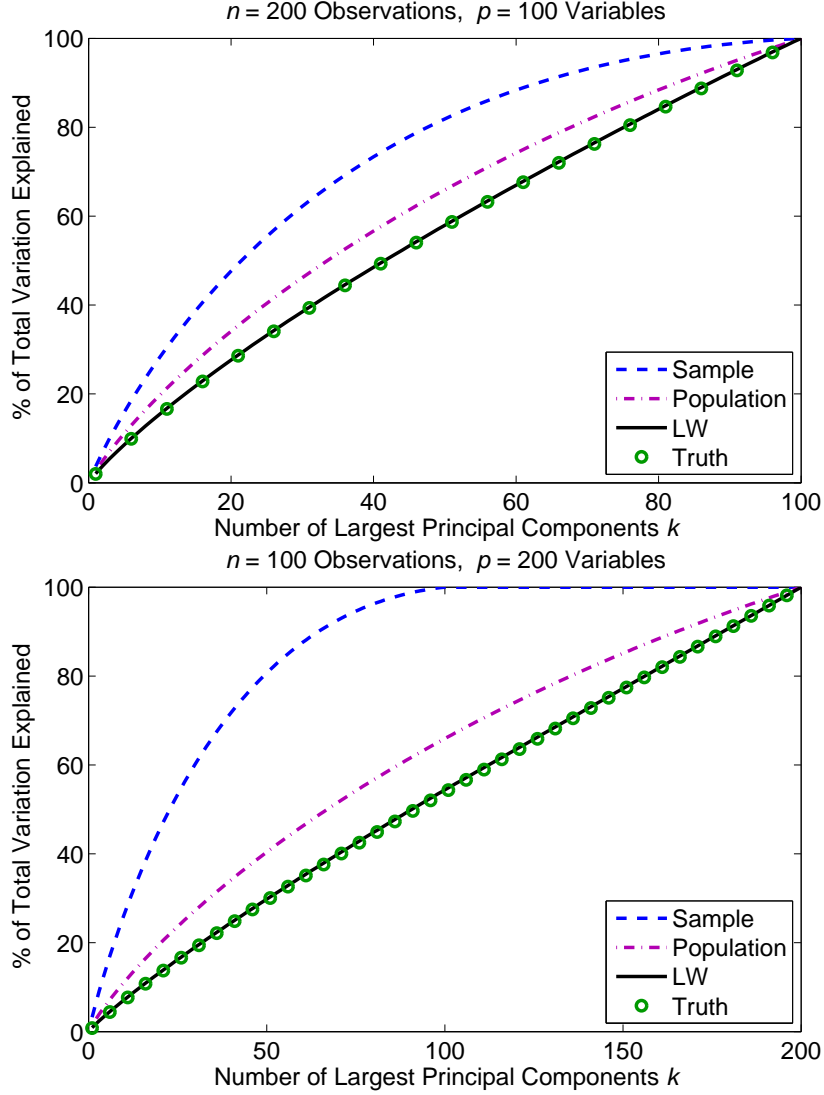 n = 200 Observations, p = 100 Variables
100
80
60
40
20
0
% of Total Variation Explained
Sample
Population
LW
Truth
0 20 40 60 80 100
Number of Largest Principal Components k
n = 100 Observations, p = 200 Variables
100
80
60
40
20
0
% of Total Variation Explained
Sample
Population
LW
Truth
0 50 100 150 200
Number of Largest Principal Components k